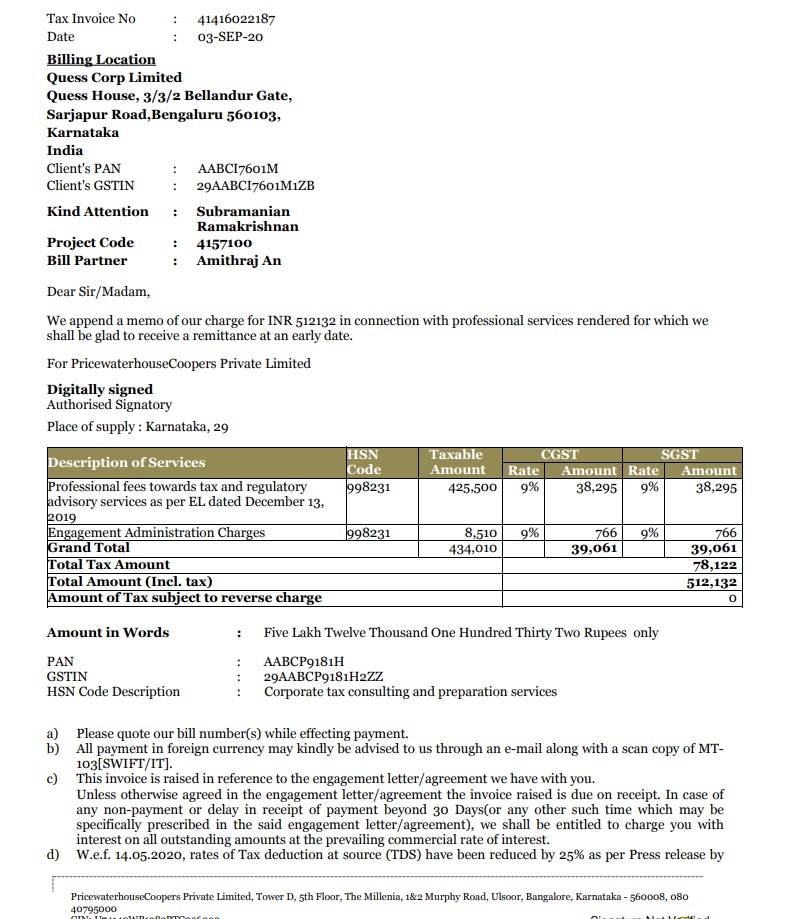 Tax Invoice No : 41416022187
Date : 03-SEP-20
Billing Location
Quess Corp Limited
Quess House, 3/3/2 Bellandur Gate,
Sarjapur Road,Bengaluru 560103,
Karnataka
India
Client's PAN : AABCI7601M
Client's GSTIN : 29AABCI7601M1ZB
Kind Attention : Subramanian
Ramakrishnan
Project Code : 4157100
Bill Partner : Amithraj An
Dear Sir/Madam,
We append a memo of our charge for INR 512132 in connection with professional services rendered for which we
shall be glad to receive a remittance at an early date.
For PricewaterhouseCoopers Private Limited
Digitally signed
Authorised Signatory
Place of supply : Karnataka, 29
Description of Services HSN Code Taxable Amount CGST SGST
Rate Amount Rate Amount
Professional fees towards tax and regulatory 998231 425,500 9% 38,295 9% 38,295
advisory services as per EL dated December 13,
2019
Engagement Administration Charges 998231 8,510 9% 766 9% 766
Grand Total 434,010 39,061 39,061
Total Tax Amount 78,122
Total Amount (Incl. tax) 512,132
Amount of Tax subject to reverse charge 0
Amount in Words : Five Lakh Twelve Thousand One Hundred Thirty Two Rupees only
PAN : AABCP9181H
GSTIN : 29AABCP9181H2ZZ
HSN Code Description : Corporate tax consulting and preparation services
a) Please quote our bill number(s) while effecting payment.
b) All payment in foreign currency may kindly be advised to us through an e-mail along with a scan copy of MT-
103[SWIFT/IT].
c) This invoice is raised in reference to the engagement letter/agreement we have with you.
Unless otherwise agreed in the engagement letter/agreement the invoice raised is due on receipt. In case of
any non-payment or delay in receipt of payment beyond 30 Days(or any other such time which may be
specifically prescribed in the said engagement letter/agreement), we shall be entitled to charge you with
interest on all outstanding amounts at the prevailing commercial rate of interest.
d) W.e.f. 14.05.2020, rates of Tax deduction at source (TDS) have been reduced by 25% as per Press release by
PricewaterhouseCoopers Private Limited, Tower D, 5th Floor, The Millenia, 1&2 Murphy Road, Ulsoor, Bangalore, Karnataka - 560008, 080
40795000